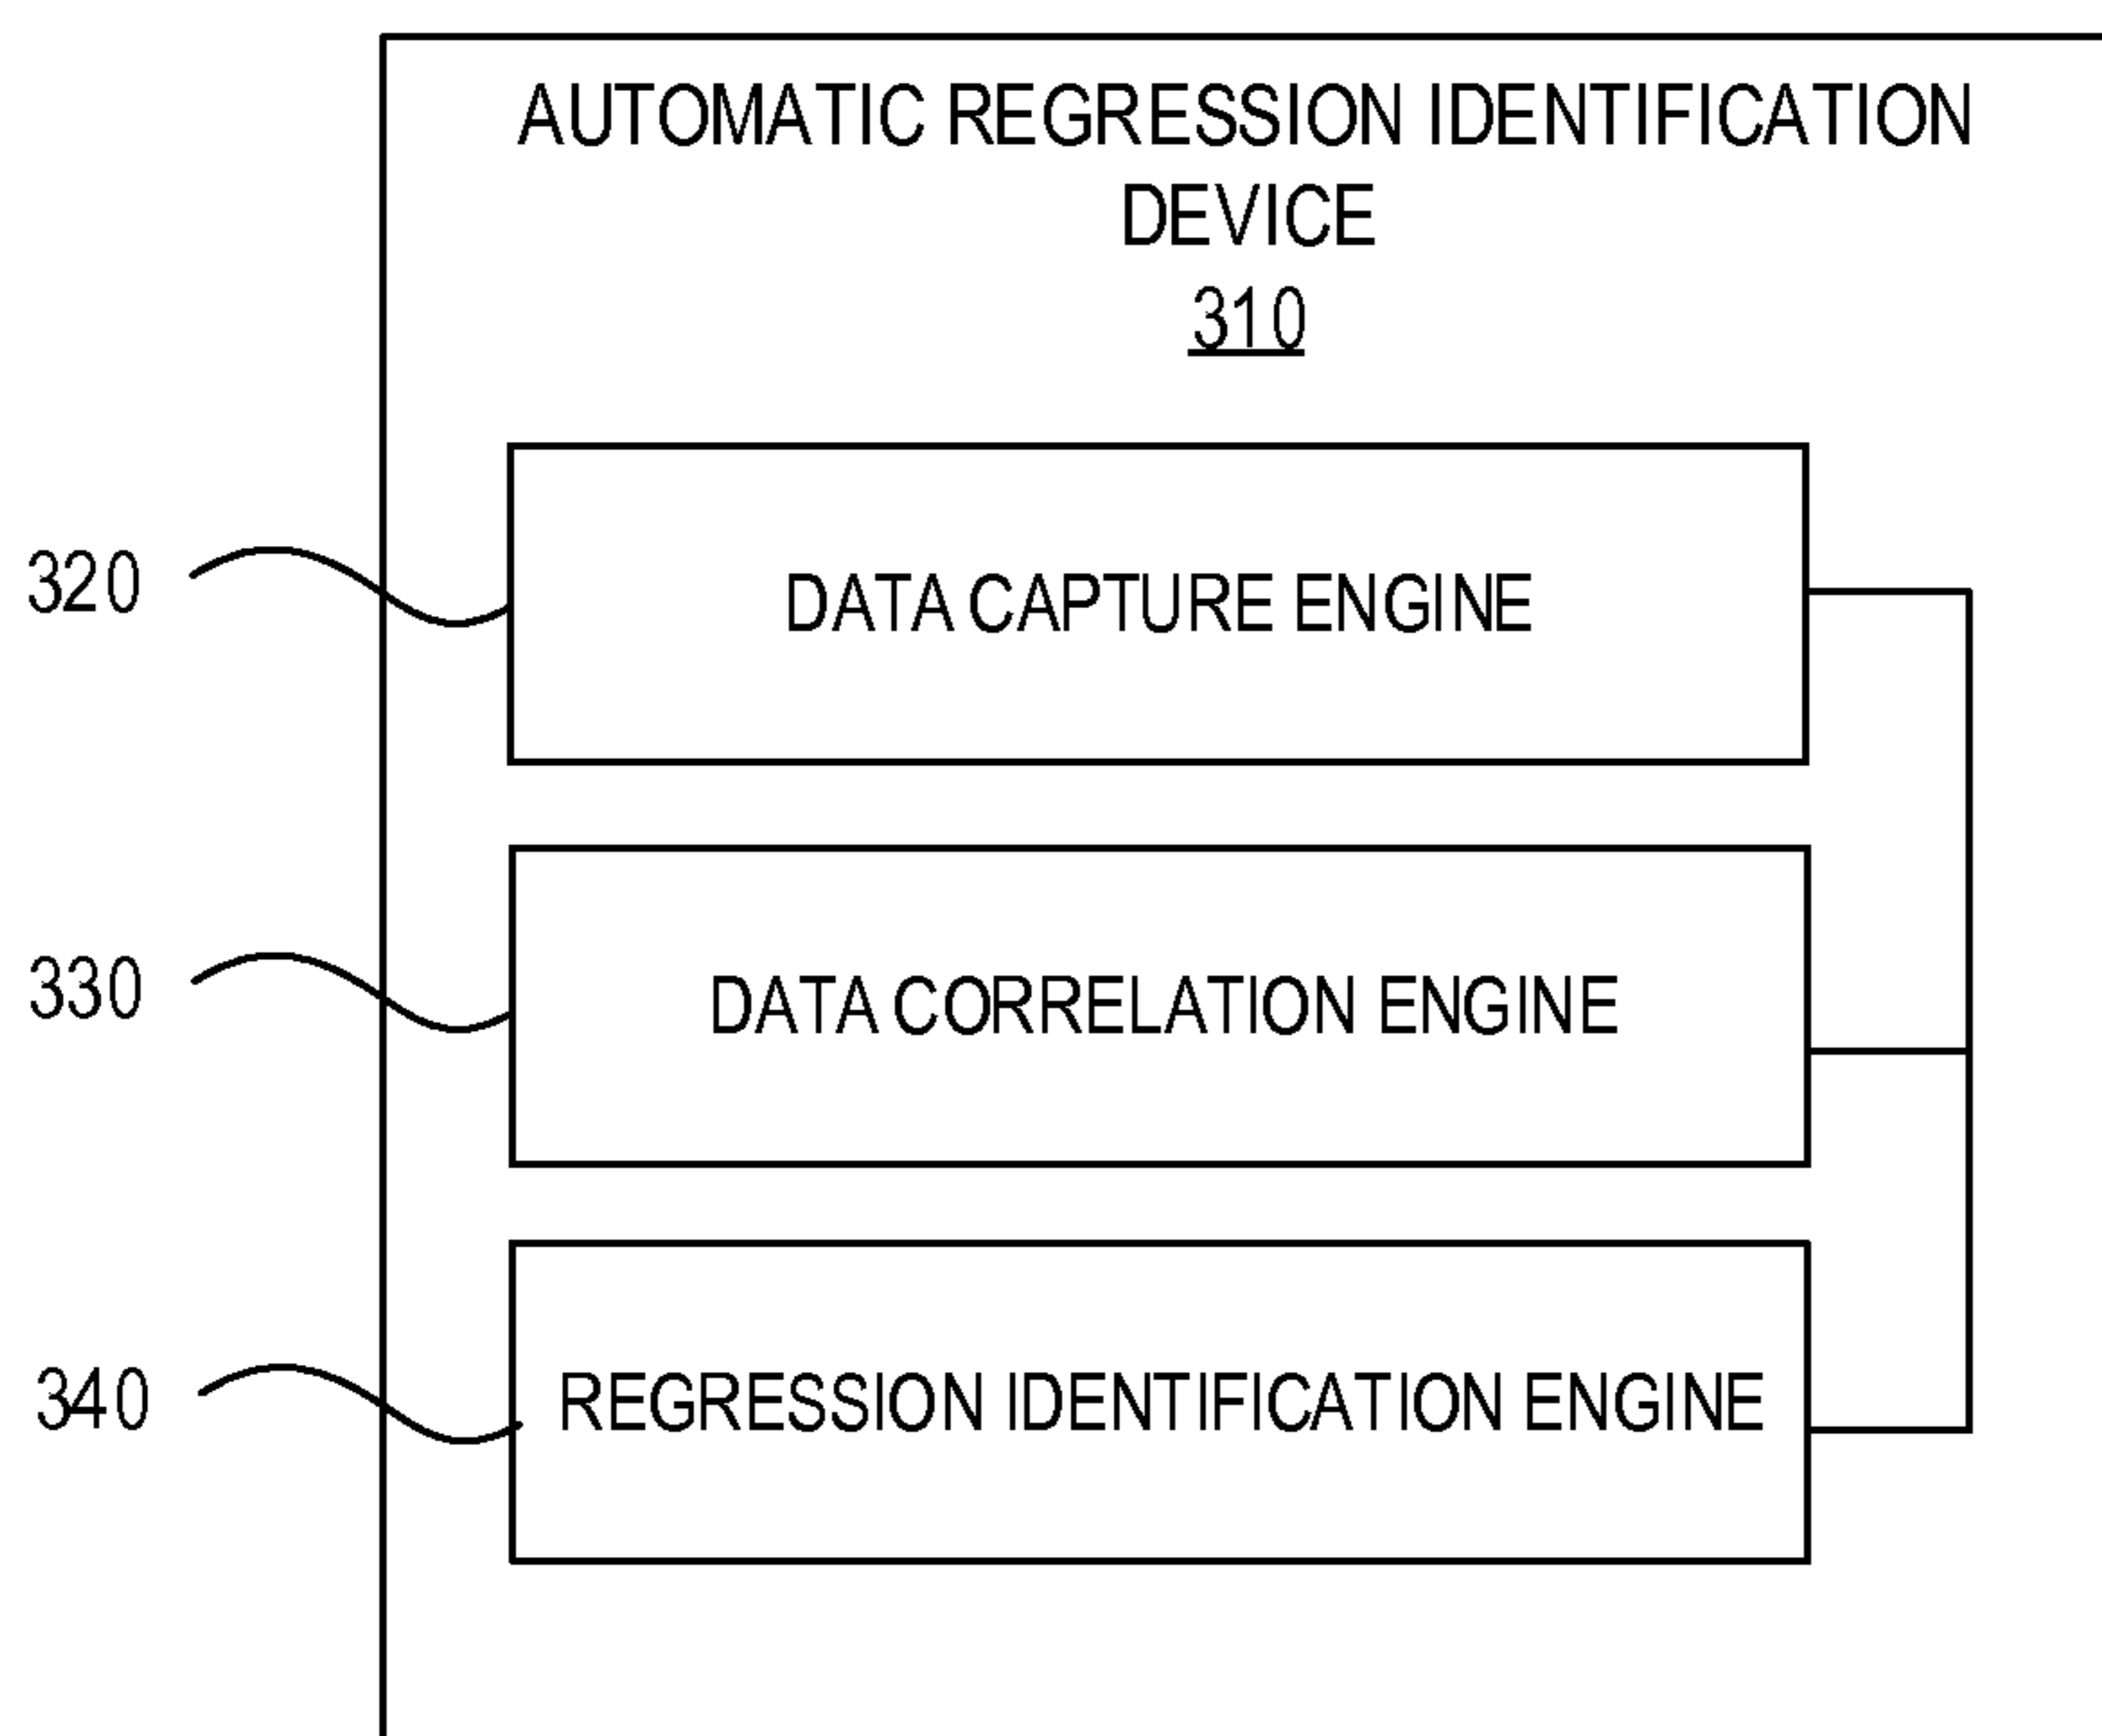 AUTOMATIC REGRESSION IDENTIFICATION
DEVICE
310
320
DATA CAPTURE ENGINE
330
DATA CORRELATION ENGINE
340
REGRESSION IDENTIFICATION ENGINE